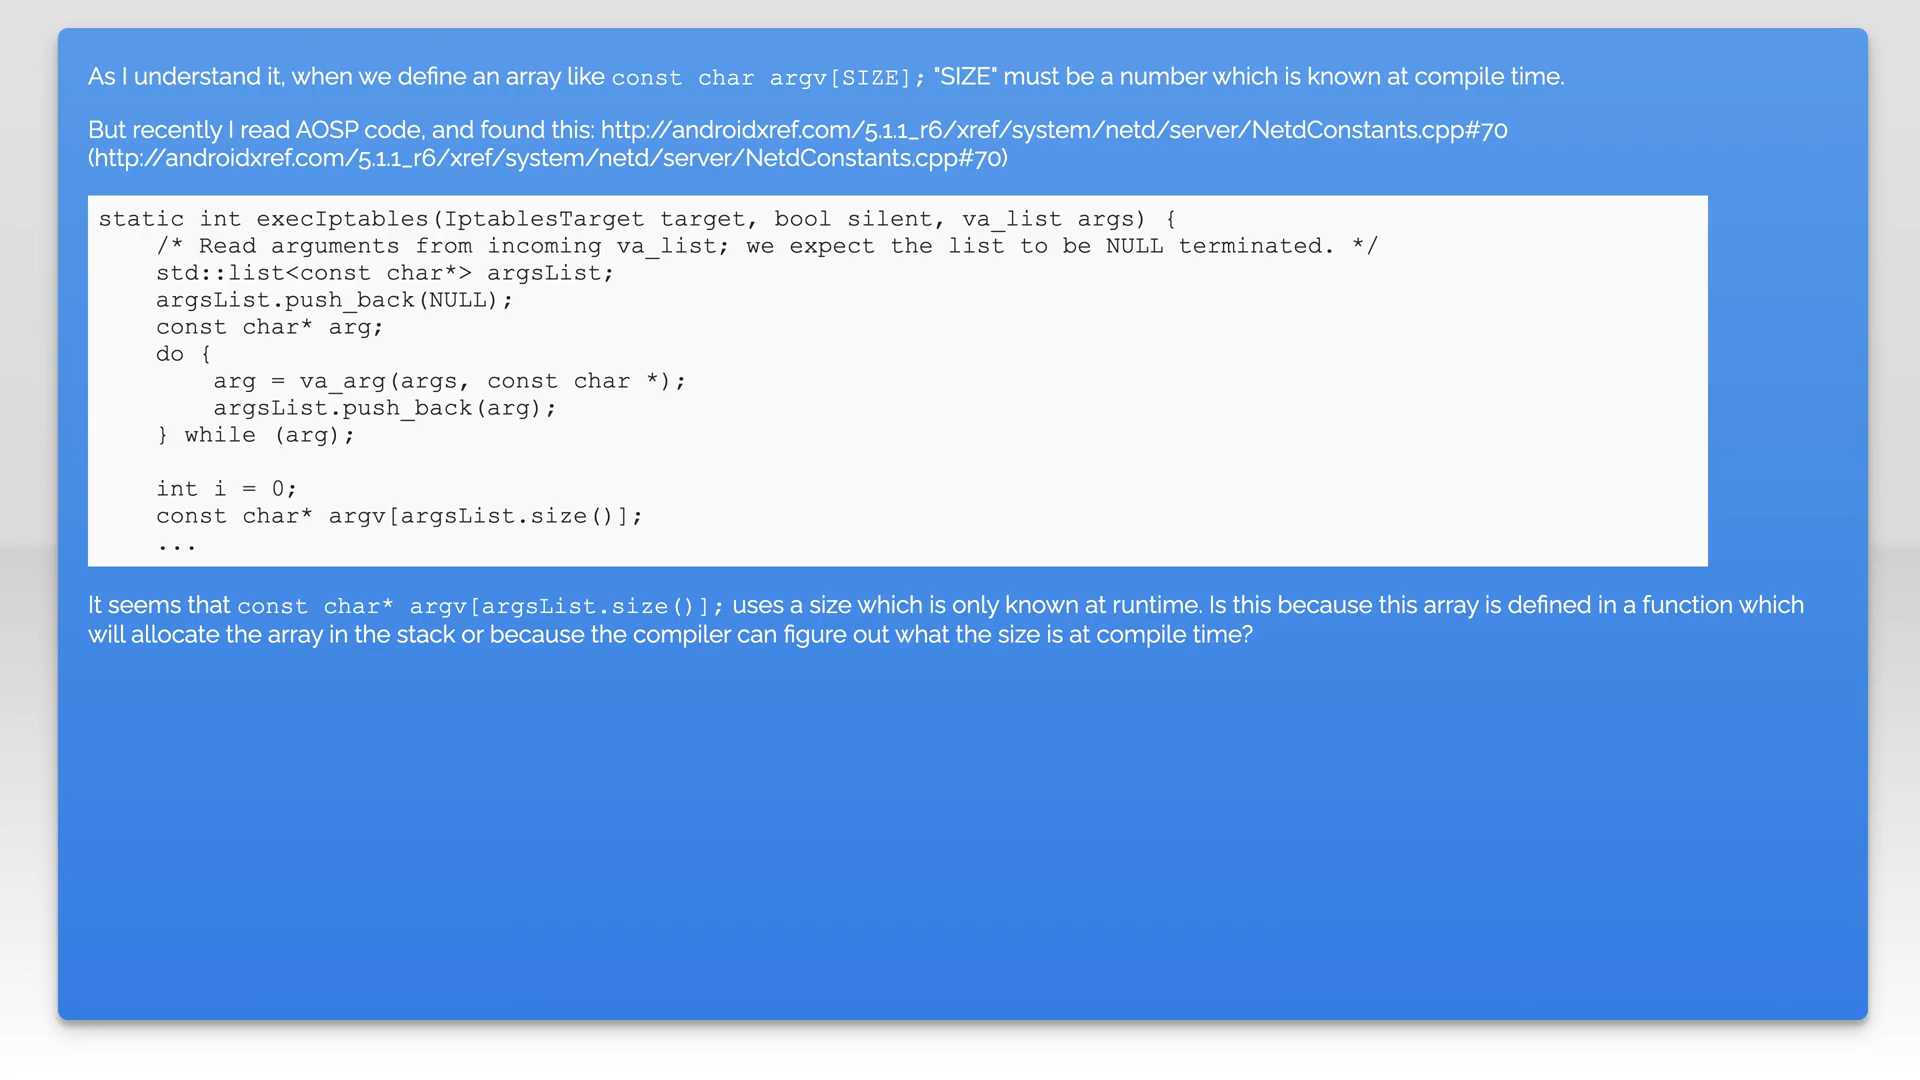 As I understand it, when we define an array like const char argv[SIZE]; "SIZE" must be a number which is known at compile time.
But recently I read AOSP code, and found this: http://androidxref.com/5.1.1_r6/xref/system/netd/server/NetdConstants.cpp#70
(http://androidxref.com/5.1.1_r6/xref/system/netd/server/NetdConstants.cpp#70)
static int execIptables(IptablesTarget target, bool silent, va_list args) {
    /* Read arguments from incoming va_list; we expect the list to be NULL terminated. */
    std::list<const char*> argsList;
    argsList.push_back(NULL);
    const char* arg;
    do {
        arg = va_arg(args, const char *);
        argsList.push_back(arg);
    } while (arg);
    int i = 0;
    const char* argv[argsList.size()];
    ...
It seems that const char* argv[argsList.size()]; uses a size which is only known at runtime. Is this because this array is defined in a function which
will allocate the array in the stack or because the compiler can figure out what the size is at compile time?